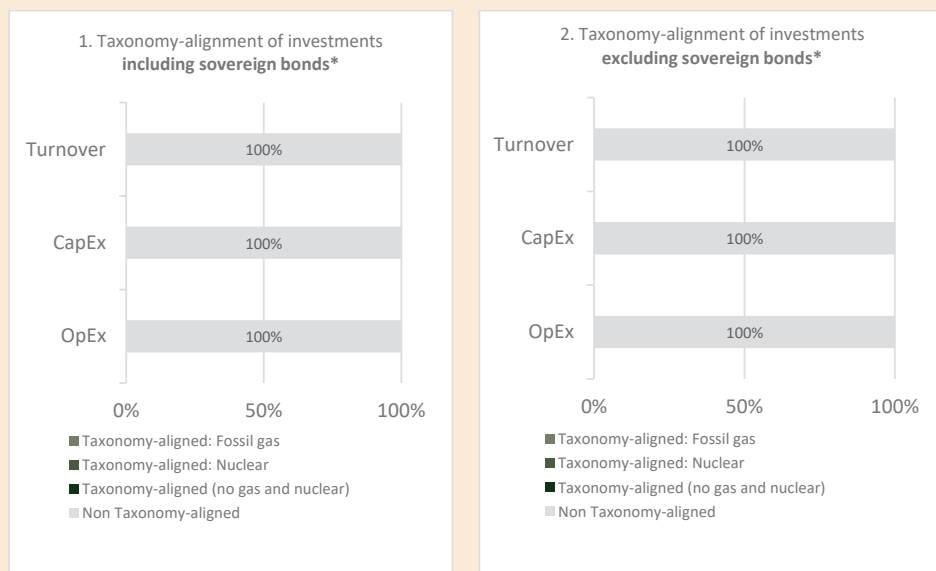 1. Taxonomy-alignment of investments
including sovereign bonds*
Turnover
100%
CapEx
100%
OpEx
100%
0%
50%
100%
Taxonomy-aligned: Fossil gas
Taxonomy-aligned: Nuclear
Taxonomy-aligned (no gas and nuclear)
Non Taxonomy-aligned
2. Taxonomy-alignment of investments
excluding sovereign bonds*
Turnover
100%
CapEx
100%
OpEx
100%
0%
50%
100%
Taxonomy-aligned: Fossil gas
Taxonomy-aligned: Nuclear
Taxonomy-aligned (no gas and nuclear)
Non Taxonomy-aligned